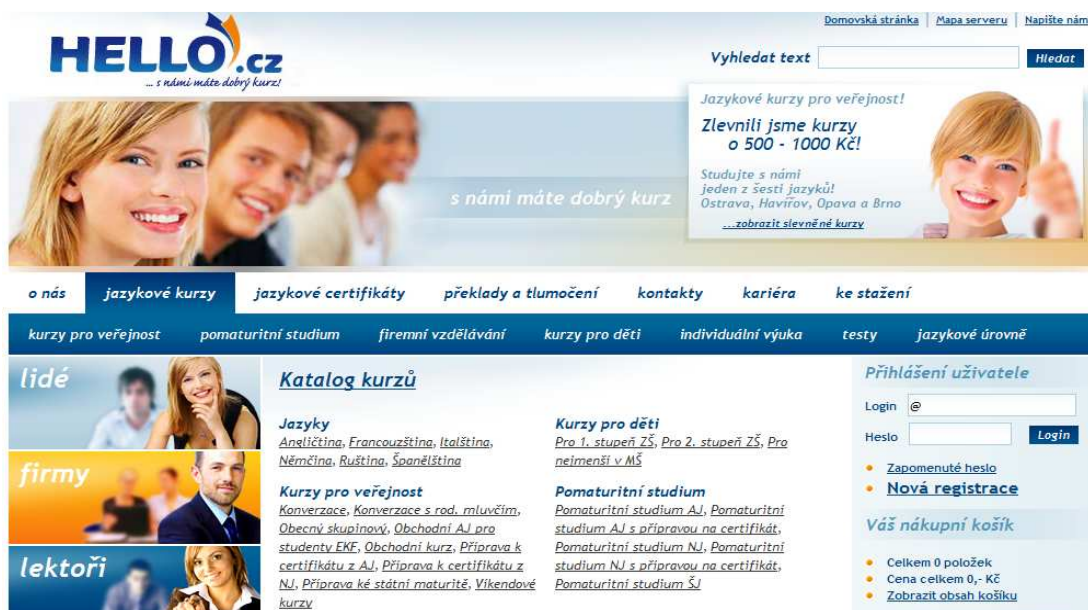 Domovská stránka | Mapa serveru | Napište nám
HELLO.cz
... s námi máte dobrý kurz!
Vyhledat text
Hledat
s námi máte dobrý kurz
Jazykové kurzy pro veřejnost!
Zlevnili jsme kurzy
o 500 - 1000 Kč!
Studujte s námi
jeden z šesti jazyků!
Ostrava, Havířov, Opava a Brno
...zobrazit slevněné kurzy
o nás jazykové kurzy jazykové certifikáty překlady a tlumočení kontakty kariéra ke stažení
kurzy pro veřejnost pomaturitní studium firemní vzdělávání kurzy pro děti individuální výuka testy jazykové úrovně
lidé
firmy
lektoři
Katalog kurzů
Jazyky
Angličtina, Francouzština, Italština,
Němčina, Ruština, Španělština
Kurzy pro veřejnost
Konverzace, Konverzace s rod. mluvčím,
Obecný skupinový, Obchodní AJ pro
studenty EKF, Obchodní kurz, Příprava k
certifikátu z AJ, Příprava k certifikátu z
NJ, Příprava ké státní maturitě, Víkendové
kurzy
Kurzy pro děti
Pro 1. stupeň ZŠ, Pro 2. stupeň ZŠ, Pro
nejmenší v MŠ
Pomaturitní studium
Pomaturitní studium AJ, Pomaturitní
studium AJ s přípravou na certifikát,
Pomaturitní studium NJ, Pomaturitní
studium NJ s přípravou na certifikát,
Pomaturitní studium ŠJ
Přihlášení uživatele
Login @
Heslo Login
Zapomenuté heslo
Nová registrace
Váš nákupní košík
Celkem 0 položek
Cena celkem 0,- Kč
Zobrazit obsah košíku